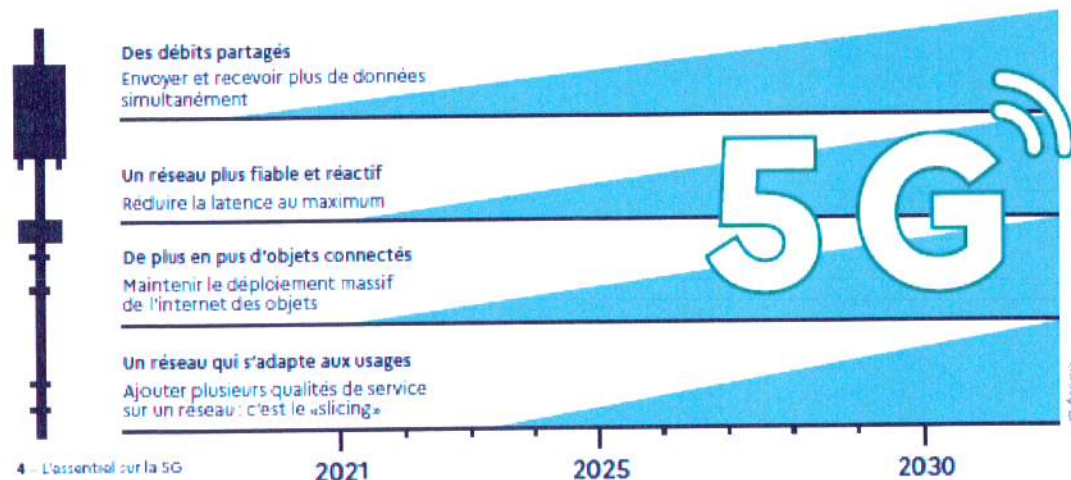 Des débits partagés
Envoyer et recevoir plus de données
simultanément
Un réseau plus fiable et réactif
Réduire la latence au maximum
5G
De plus en pus d'objets connectés
Maintenir le déploiement massif
de l'internet des objets
Un réseau qui s'adapte aux usages
Ajouter plusieurs qualités de service
sur un réseau : c'est le «slicing»
2021 2025 2030
4 - L'essentiel sur la 5G